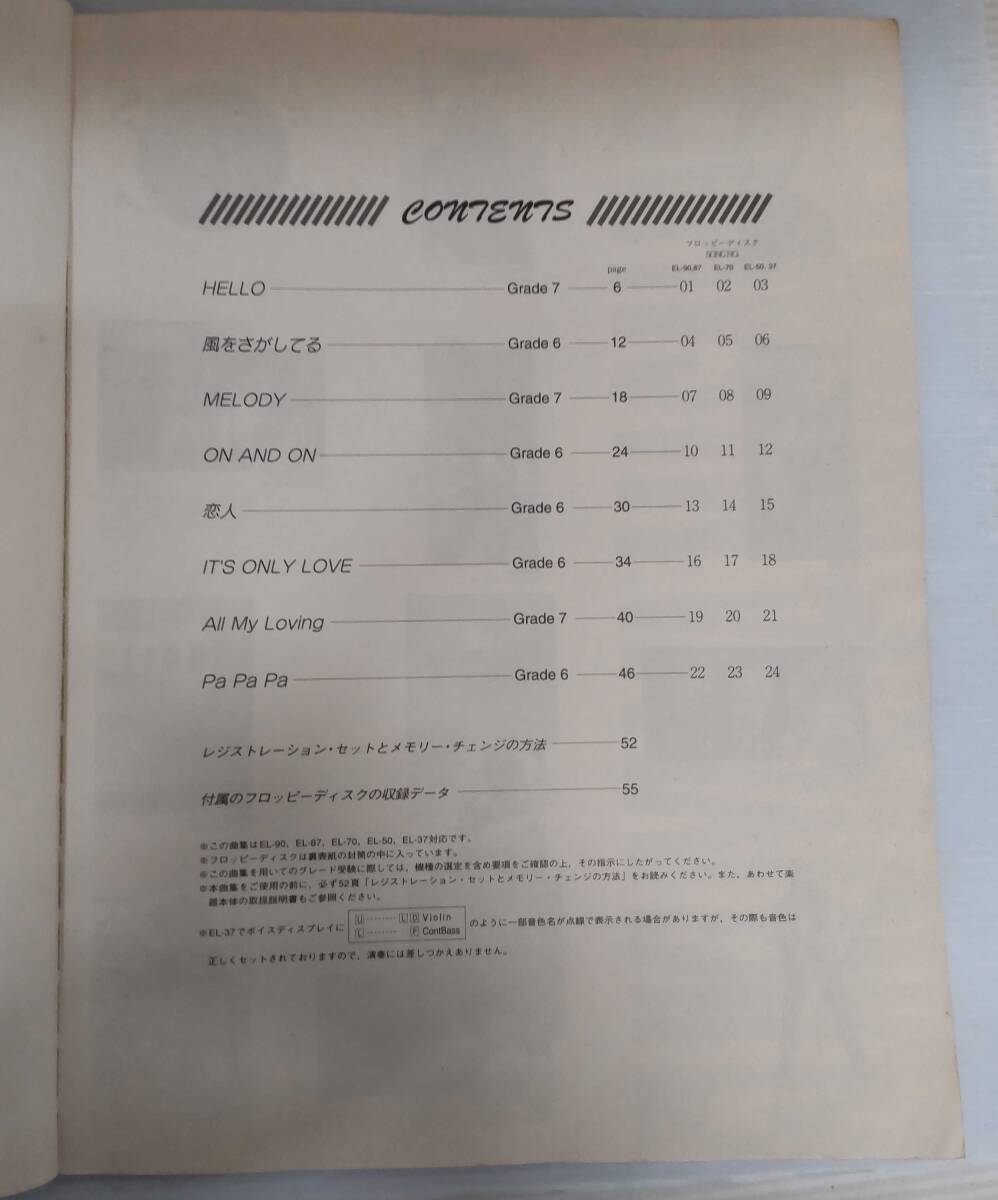 CONTENTS
フロッピーディスク
SONG NO.
page EL-90,87 EL-70 EL-50, 37
HELLO Grade 7 6 01 02 03
風をさがしてる Grade 6 12 04 05 06
MELODY Grade 7 18 07 08 09
ON AND ON Grade 6 24 10 11 12
恋人 Grade 6 30 13 14 15
IT'S ONLY LOVE Grade 6 34 16 17 18
All My Loving Grade 7 40 19 20 21
Pa Pa Pa Grade 6 46 22 23 24
レジストレーション・セットとメモリー・チェンジの方法 52
付属のフロッピーディスクの収録データ 55
※この曲集はEL-90, EL-87, EL-70, EL-50, EL-37対応です。
※フロッピーディスクは裏表紙の封筒の中に入っています。
※この曲集を用いてのグレード受験に際しては、機種の選定を含め要項をご確認の上、その指示にしたがってください。
※本曲集をご使用の前に、必ず52頁「レジストレーション・セットとメモリー・チェンジの方法」をお読みください。また、あわせて楽
器本体の取扱説明書もご参照ください。
※EL-37でボイスディスプレイに U ········ L D Violin のように一部音色名が点線で表示される場合がありますが、その際も音色は
L ········ P ContBass
正しくセットされておりますので、演奏には差しつかえありません。